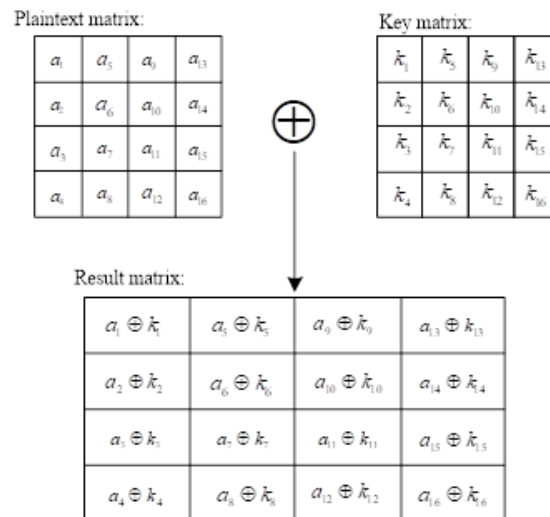 Plaintext matrix: Key matrix:
a₁ a₅ a₉ a₁₃ k₁ k₅ k₉ k₁₃
a₂ a₆ a₁₀ a₁₄ k₂ k₆ k₁₀ k₁₄
⊕
a₃ a₇ a₁₁ a₁₅ k₃ k₇ k₁₁ k₁₅
a₄ a₈ a₁₂ a₁₆ k₄ k₈ k₁₂ k₁₆
Result matrix:
a₁ ⊕ k₁ a₅ ⊕ k₅ a₉ ⊕ k₉ a₁₃ ⊕ k₁₃
a₂ ⊕ k₂ a₆ ⊕ k₆ a₁₀ ⊕ k₁₀ a₁₄ ⊕ k₁₄
a₃ ⊕ k₃ a₇ ⊕ k₇ a₁₁ ⊕ k₁₁ a₁₅ ⊕ k₁₅
a₄ ⊕ k₄ a₈ ⊕ k₈ a₁₂ ⊕ k₁₂ a₁₆ ⊕ k₁₆